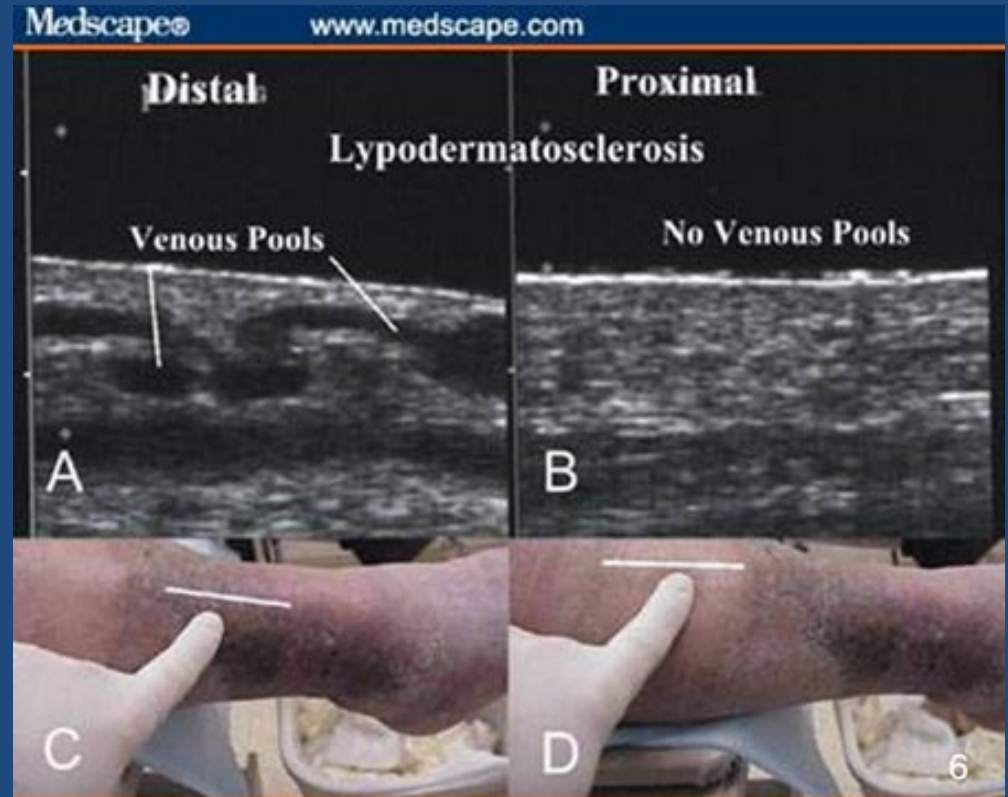 Medscape® www.medscape.com
Distal
Proximal
Lypodermatosclerosis
Venous Pools
No Venous Pools
A
B
C
D
6